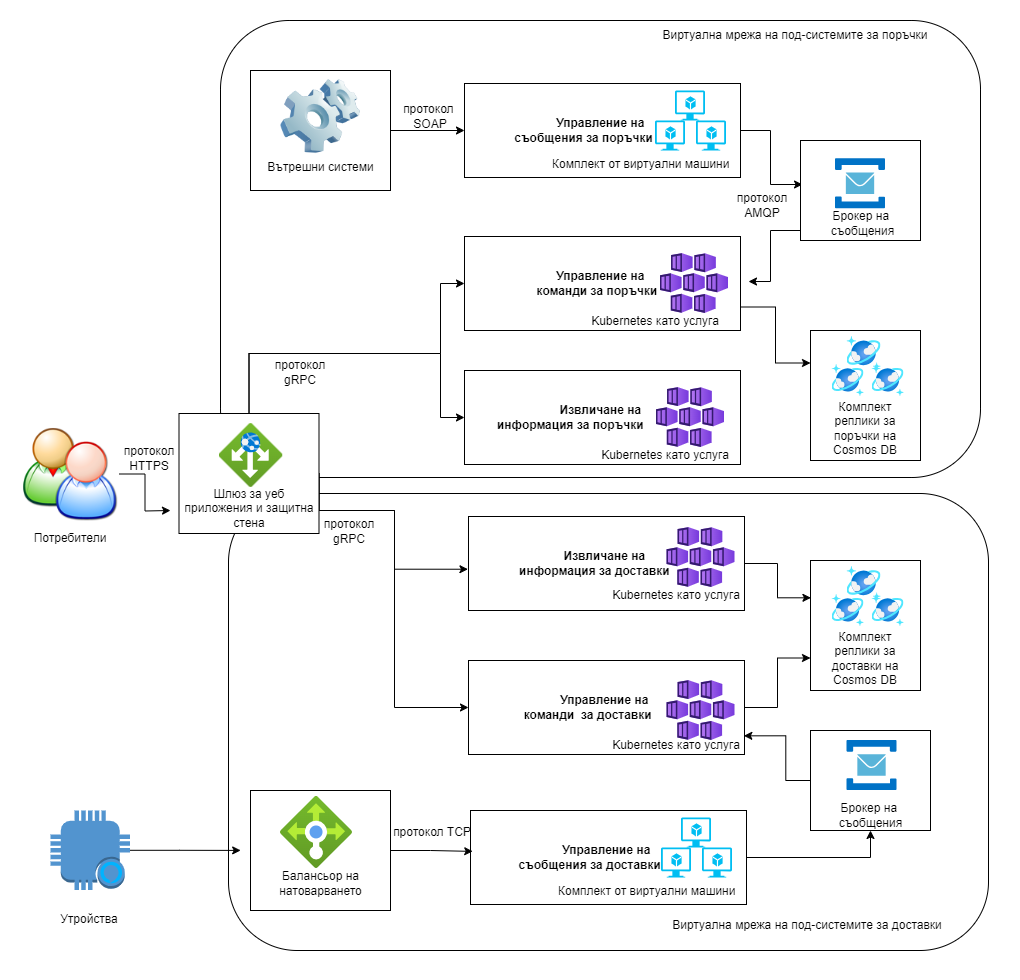 Виртуална мрежа на под-системите за поръчки
Вътрешни системи
протокол
SOAP
Управление на
съобщения за поръчки
Комплект от виртуални машини
протокол
AMQP
Брокер на
съобщения
Управление на
команди за поръчки
Kubernetes като услуга
протокол
gRPC
Извличане на
информация за поръчки
Kubernetes като услуга
Комплект
реплики за
поръчки на
Cosmos DB
Потребители
протокол
HTTPS
Шлюз за уеб
приложения и защитна
стена
протокол
gRPC
Извличане на
информация за доставки
Kubernetes като услуга
Комплект
реплики за
доставки на
Cosmos DB
Управление на
команди за доставки
Kubernetes като услуга
Брокер на
съобщения
Утройства
Балансьор на
натоварването
протокол TCP
Управление на
съобщения за доставки
Комплект от виртуални машини
Виртуална мрежа на под-системите за доставки